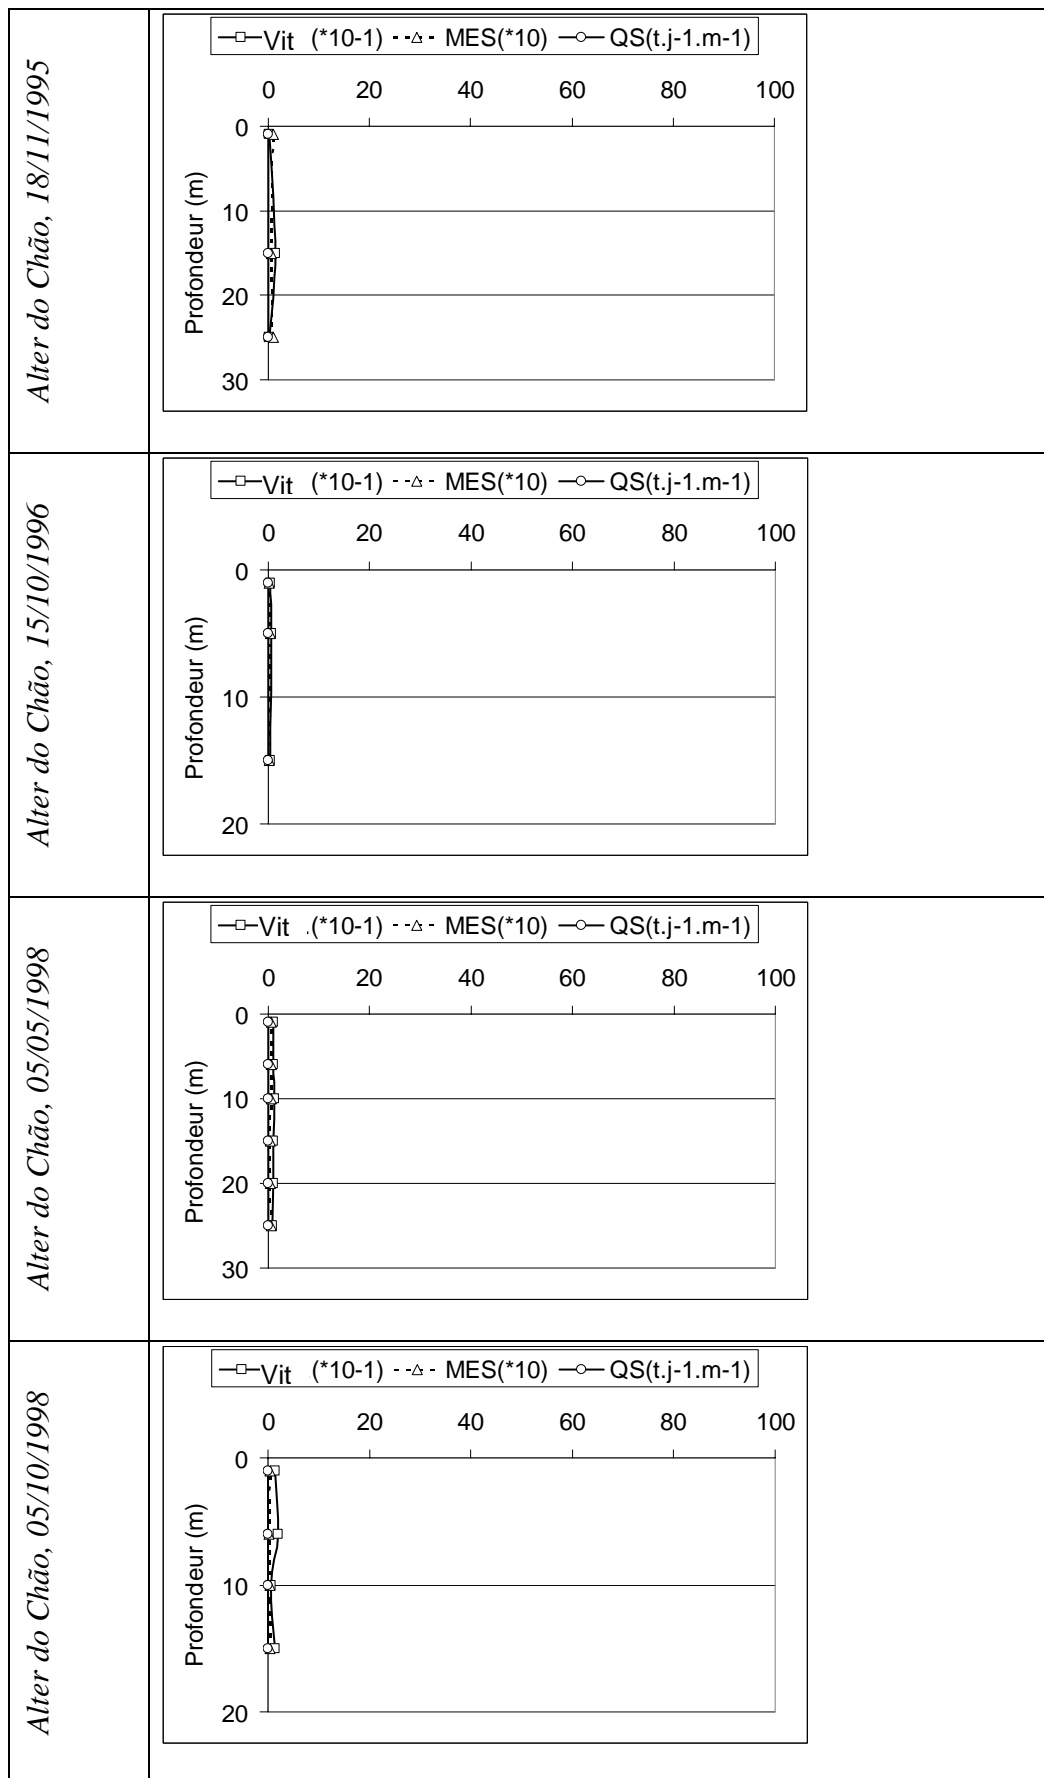 Alter do Chão, 18/11/1995
Vit (*10-1) MES(*10) QS(t.j-1.m-1)
0 20 40 60 80 100
Profondeur (m)
0
10
20
30
Alter do Chão, 15/10/1996
Vit (*10-1) MES(*10) QS(t.j-1.m-1)
0 20 40 60 80 100
Profondeur (m)
0
10
20
Alter do Chão, 05/05/1998
Vit .(*10-1) MES(*10) QS(t.j-1.m-1)
0 20 40 60 80 100
Profondeur (m)
0
10
20
30
Alter do Chão, 05/10/1998
Vit (*10-1) MES(*10) QS(t.j-1.m-1)
0 20 40 60 80 100
Profondeur (m)
0
10
20